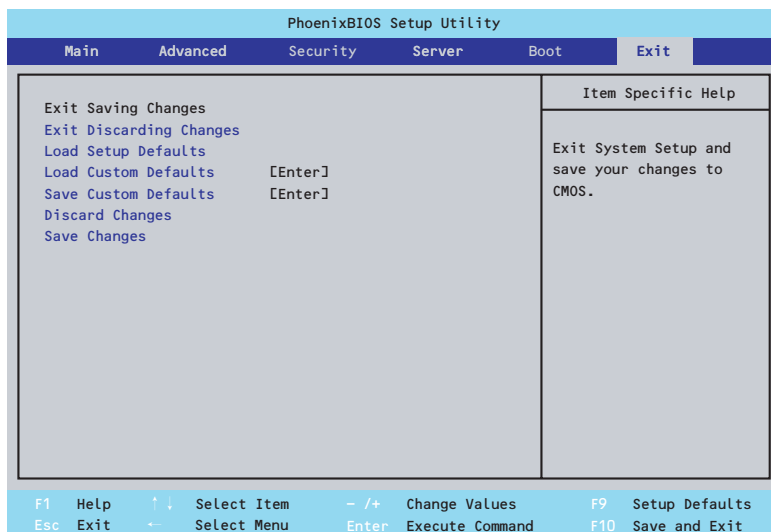 PhoenixBIOS Setup Utility
Main Advanced Security Server Boot Exit
Item Specific Help
Exit Saving Changes
Exit Discarding Changes
Load Setup Defaults
Load Custom Defaults [Enter]
Save Custom Defaults [Enter]
Discard Changes
Save Changes
Exit System Setup and
save your changes to
CMOS.
F1 Help ↑↓ Select Item - /+ Change Values F9 Setup Defaults
Esc Exit ← Select Menu Enter Execute Command F10 Save and Exit